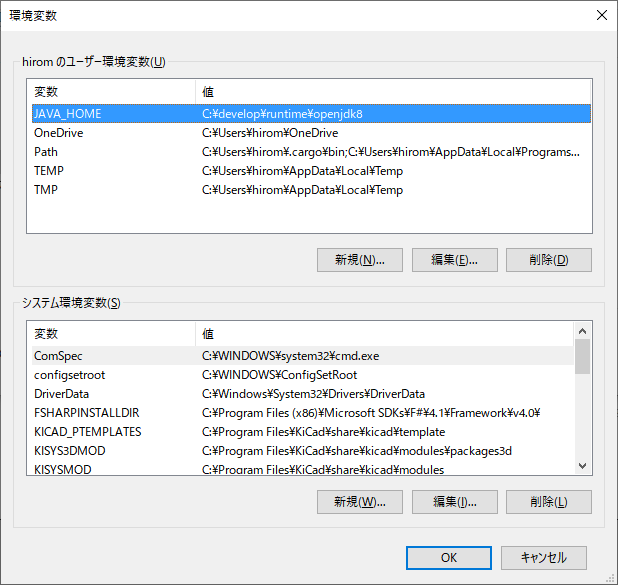 環境変数
hirom のユーザー環境変数(U)
変数 値
JAVA_HOME C:¥develop¥runtime¥openjdk8
OneDrive C:¥Users¥hirom¥OneDrive
Path C:¥Users¥hirom¥.cargo¥bin;C:¥Users¥hirom¥AppData¥Local¥Programs...
TEMP C:¥Users¥hirom¥AppData¥Local¥Temp
TMP C:¥Users¥hirom¥AppData¥Local¥Temp
新規(N)... 編集(E)... 削除(D)
システム環境変数(S)
変数 値
ComSpec C:¥WINDOWS¥system32¥cmd.exe
configsetroot C:¥WINDOWS¥ConfigSetRoot
DriverData C:¥Windows¥System32¥Drivers¥DriverData
FSHARPINSTALLDIR C:¥Program Files (x86)¥Microsoft SDKs¥F#¥4.1¥Framework¥v4.0¥
KICAD_PTEMPLATES C:¥Program Files¥KiCad¥share¥kicad¥template
KISYS3DMOD C:¥Program Files¥KiCad¥share¥kicad¥modules¥packages3d
KISYSMOD C:¥Program Files¥KiCad¥share¥kicad¥modules
新規(W)... 編集(I)... 削除(L)
OK キャンセル